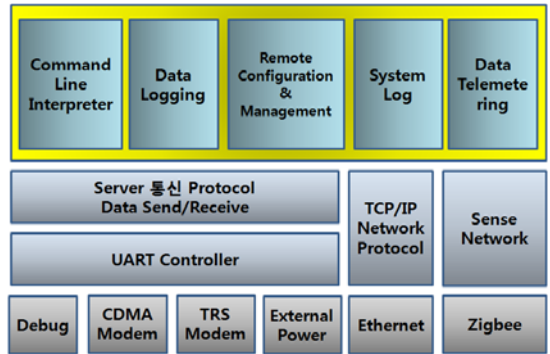 Command
Line
Interpreter
Data
Logging
Remote
Configuration
&
Management
System
Log
Data
Telemete
ring
Server 통신 Protocol
Data Send/Receive
UART Controller
TCP/IP
Network
Protocol
Sense
Network
Debug
CDMA
Modem
TRS
Modem
External
Power
Ethernet
Zigbee